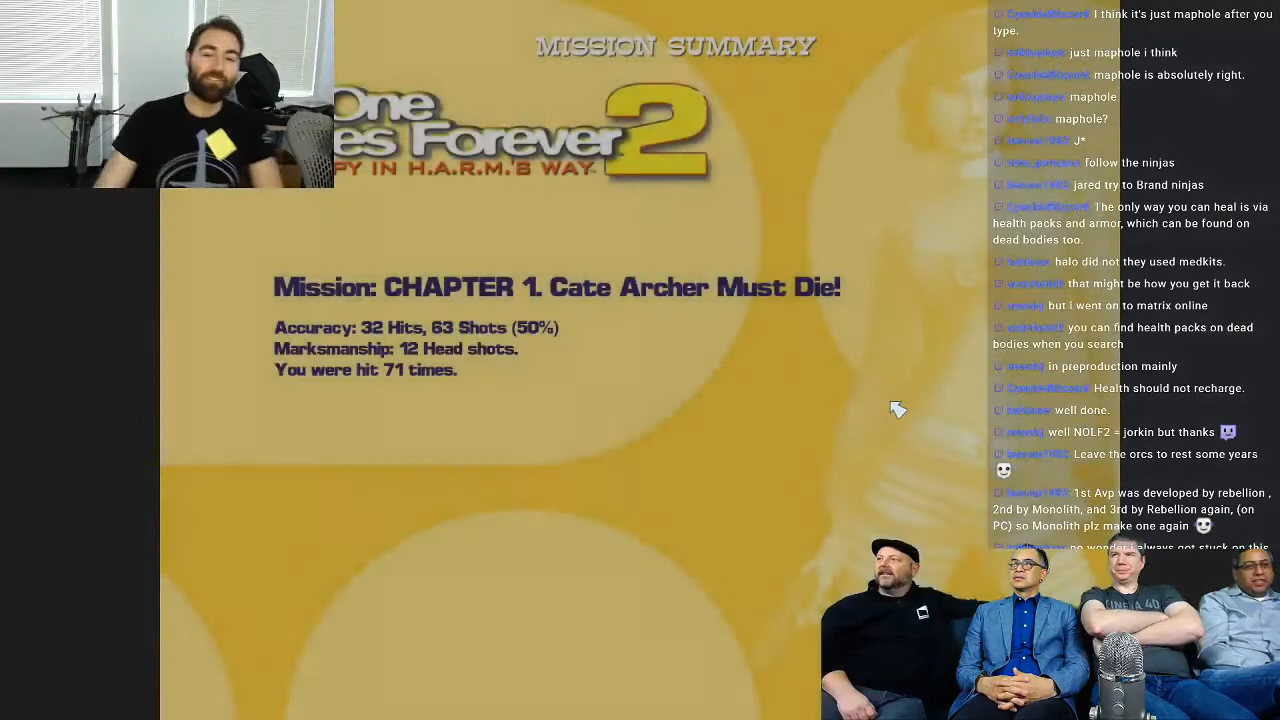 MISSION SUMMARY
One
es Forever 2
PY IN H.A.R.M.'S WAY
Mission: CHAPTER 1. Cate Archer Must Die!
Accuracy: 32 Hits, 63 Shots (50%)
Marksmanship: 12 Head shots.
You were hit 71 times.
I think it's just maphole after you
type.
just maphole i think
maphole is absolutely right.
maphole
maphole?
J*
follow the ninjas
jared try to Brand ninjas
The only way you can heal is via
health packs and armor, which can be found on
dead bodies too.
halo did not they used medkits.
that might be how you get it back
but i went on to matrix online
you can find health packs on dead
bodies when you search
in preproduction mainly
Health should not recharge.
well done.
well NOLF2 = jorkin but thanks
Leave the orcs to rest some years
1st Avp was developed by rebellion ,
2nd by Monolith, and 3rd by Rebellion again, (on
PC) so Monolith plz make one again
no wonder i always got stuck on this